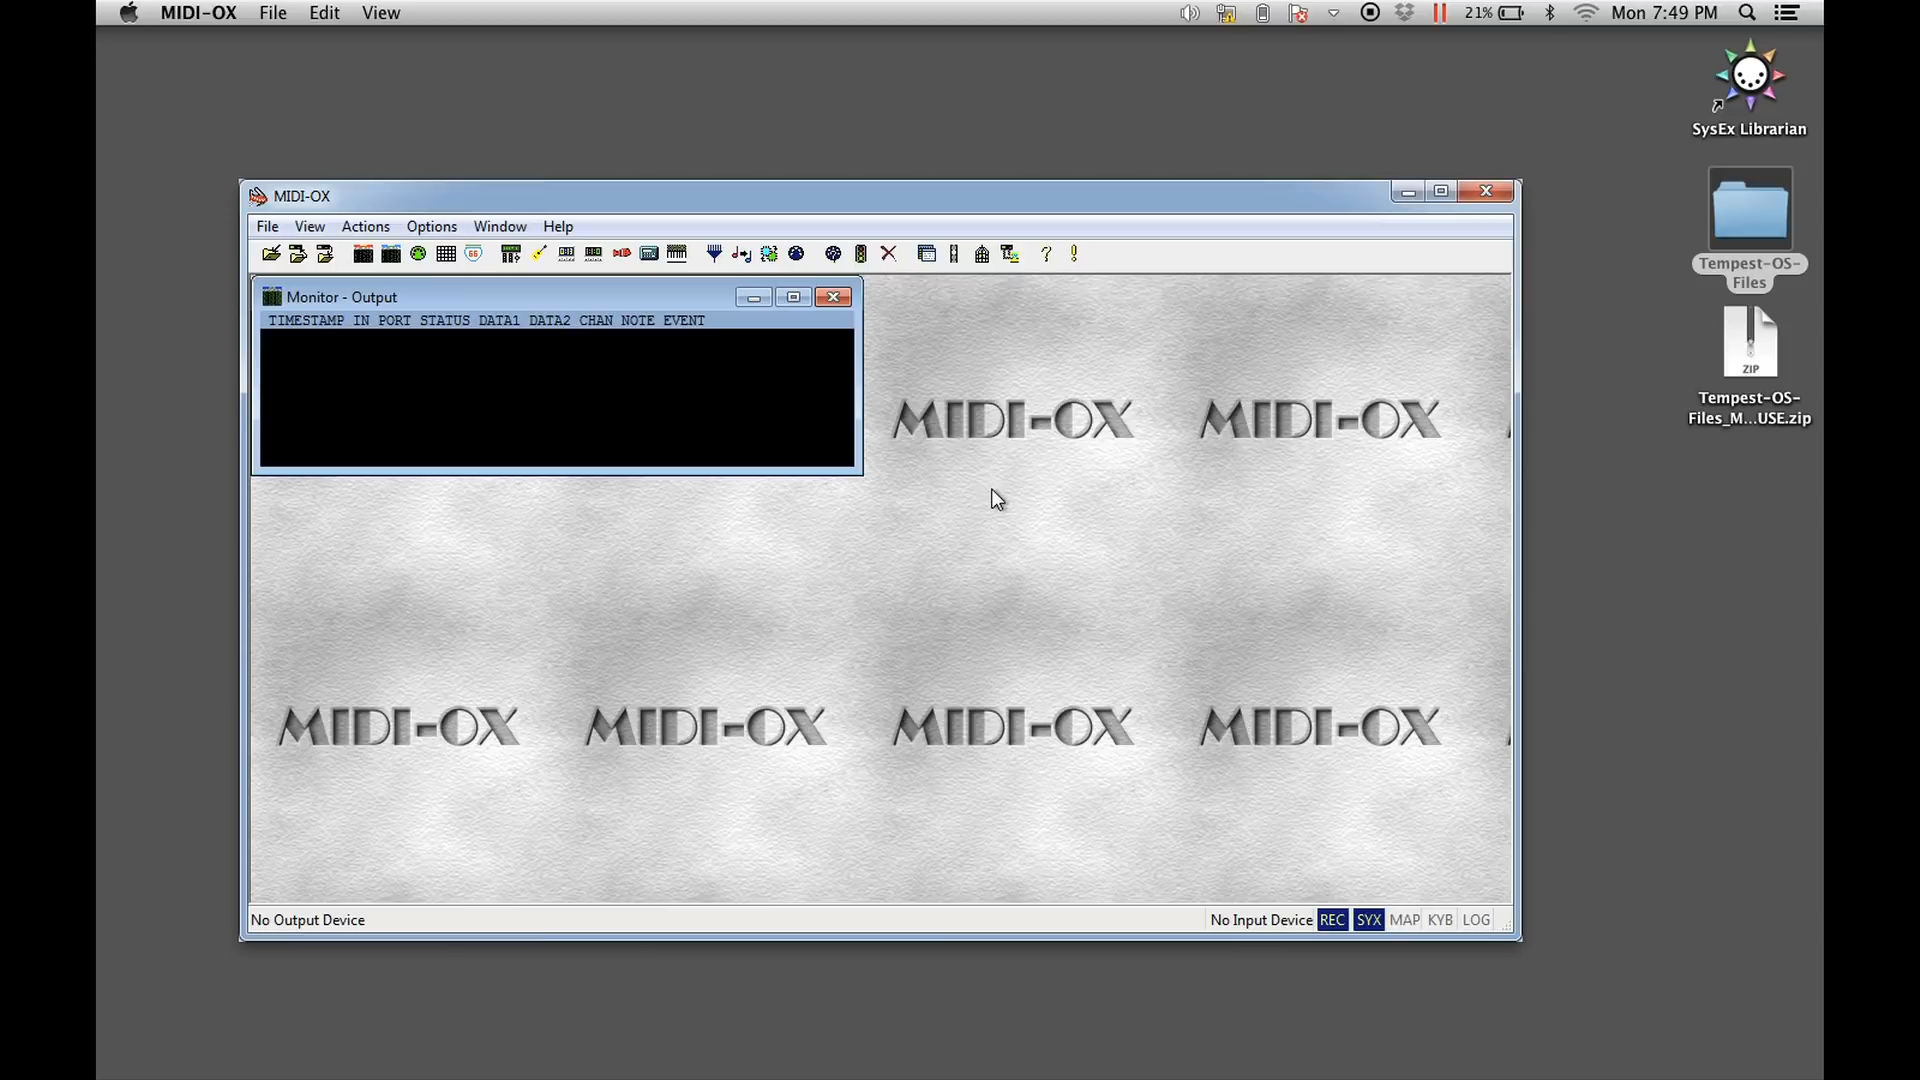 MIDI-OX File Edit View 21% Mon 7:49 PM
SysEx Librarian
Tempest-OS-
Files
ZIP
Tempest-OS-
Files_M...USE.zip
MIDI-OX
File View Actions Options Window Help
66
Monitor - Output
TIMESTAMP IN PORT STATUS DATA1 DATA2 CHAN NOTE EVENT
MIDI-OX MIDI-OX
MIDI-OX MIDI-OX MIDI-OX MIDI-OX
No Output Device No Input Device REC SYX MAP KYB LOG